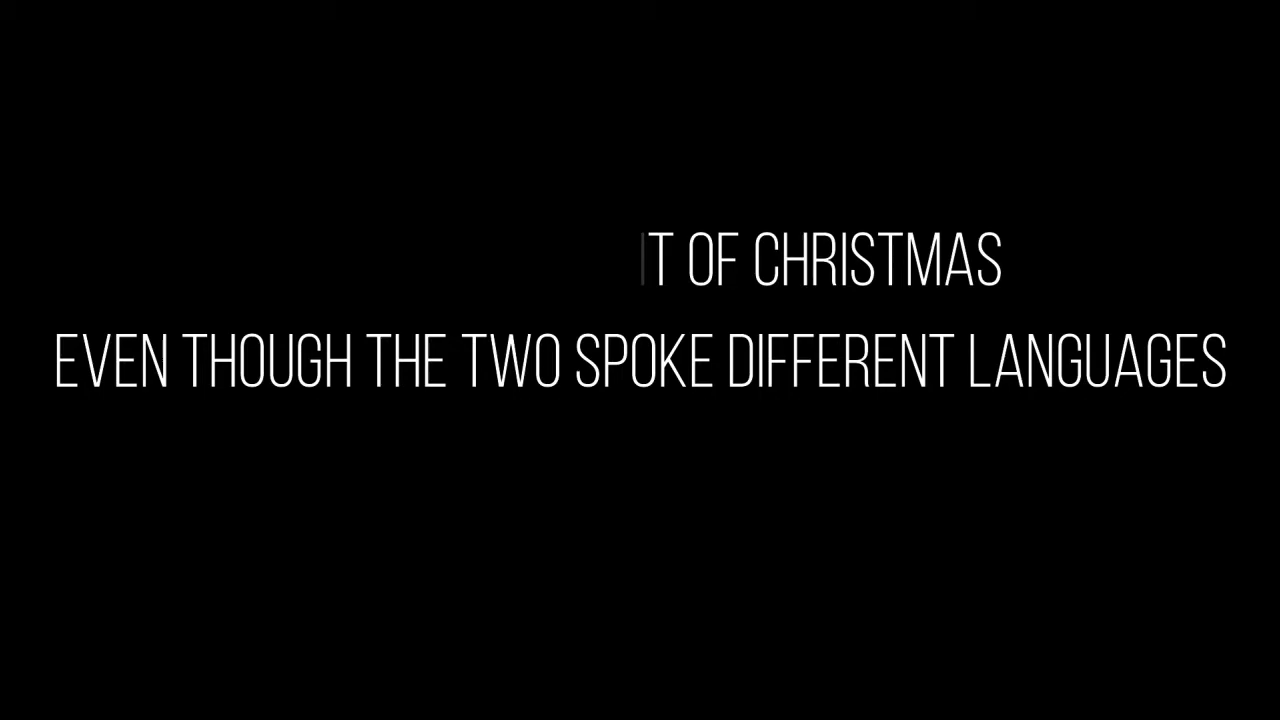 IT OF CHRISTMAS
EVEN THOUGH THE TWO SPOKE DIFFERENT LANGUAGES